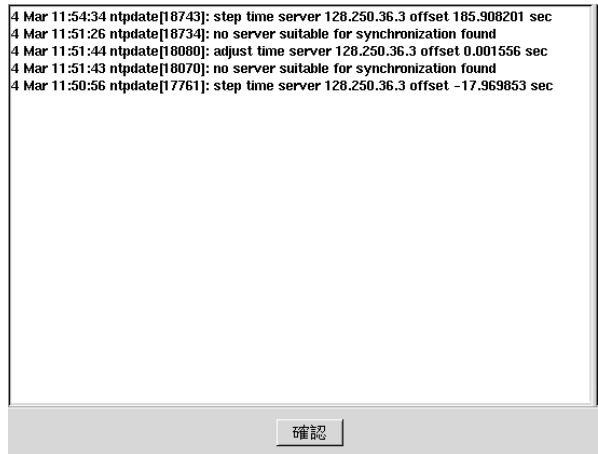 4 Mar 11:54:34 ntpdate[18743]: step time server 128.250.36.3 offset 185.908201 sec
4 Mar 11:51:26 ntpdate[18734]: no server suitable for synchronization found
4 Mar 11:51:44 ntpdate[18080]: adjust time server 128.250.36.3 offset 0.001556 sec
4 Mar 11:51:43 ntpdate[18070]: no server suitable for synchronization found
4 Mar 11:50:56 ntpdate[17761]: step time server 128.250.36.3 offset -17.969853 sec
確認